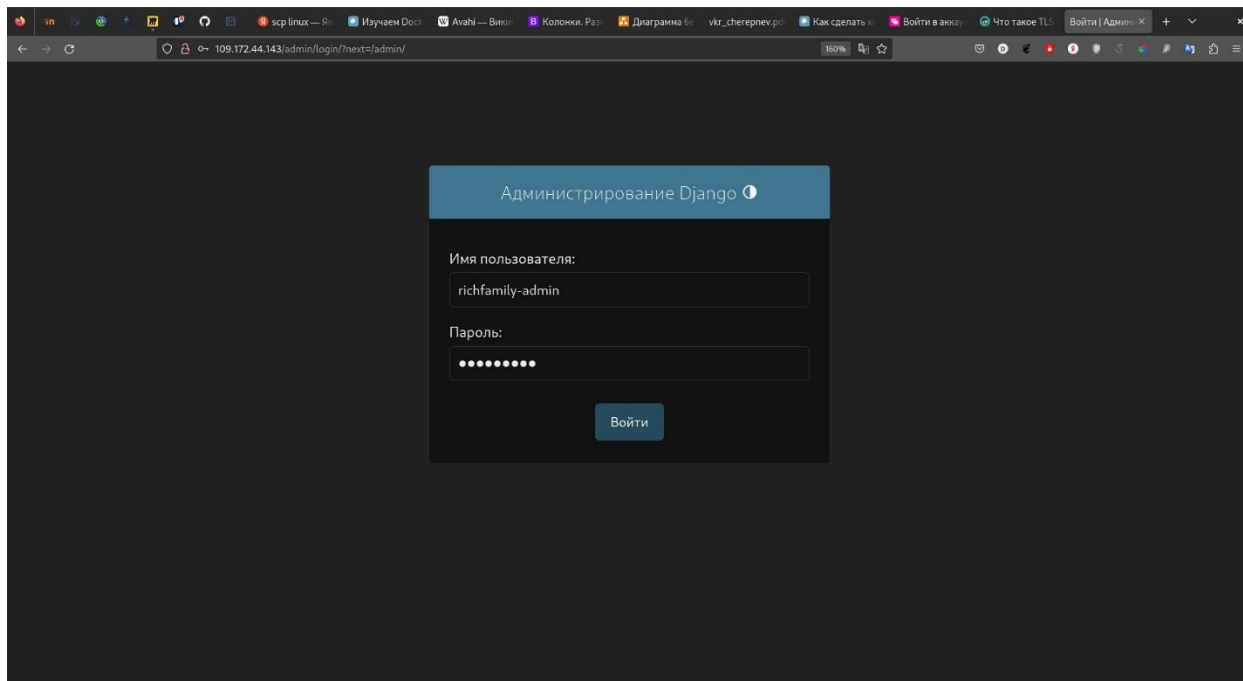 scp linux — Ян
Изучаем Dock
Avahi — Вики
Колонки. Раз
Диаграмма бе
vkr_cherepnev.pd
Как сделать х
Войти в аккау
Что такое TLS
Войти | Админ
109.172.44.143/admin/login/?next=/admin/
160%
Администрирование Django
Имя пользователя:
richfamily-admin
Пароль:
•••••••••
Войти